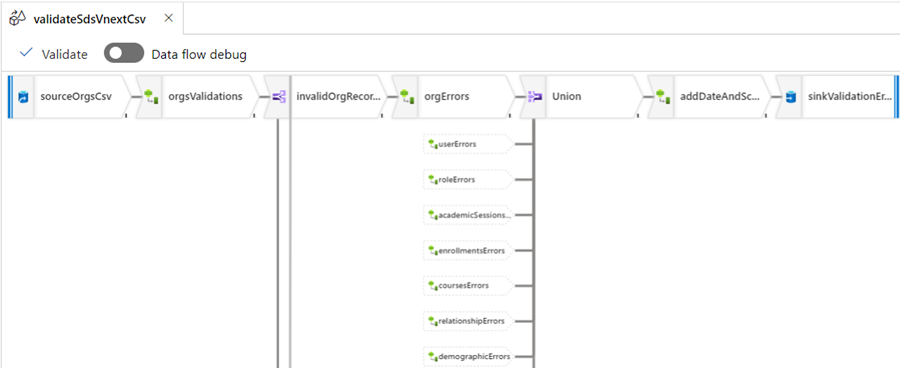 validateSdsVnextCsv
Validate Data flow debug
sourceOrgsCsv orgsValidations invalidOrgRecor... orgErrors Union addDateAndSc... sinkValidationEr...
userErrors
roleErrors
academicSessions...
enrollmentsErrors
coursesErrors
relationshipErrors
demographicErrors